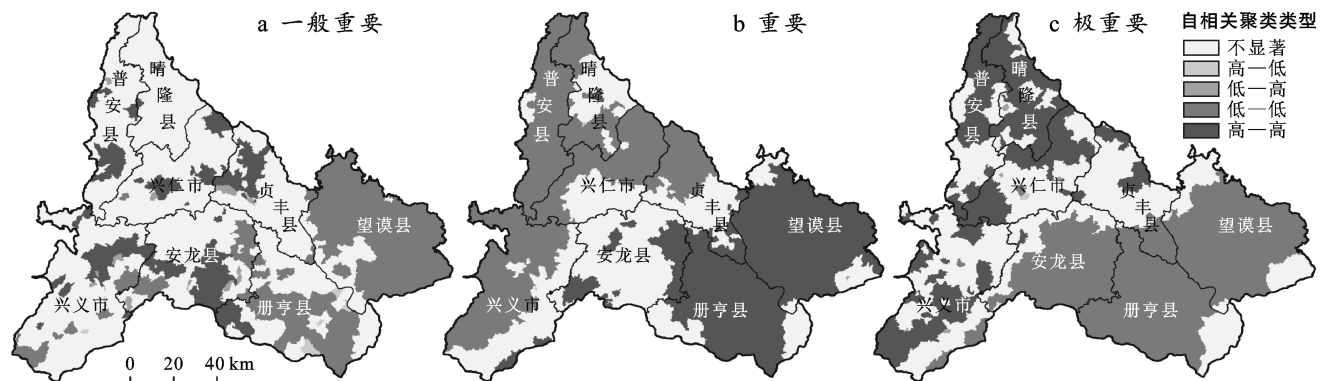 a 一般重要
普安县
晴隆县
兴仁市
贞丰县
望谟县
安龙县
兴义市
册亨县
0 20 40 km
b 重要
普安县
晴隆县
兴仁市
贞丰县
望谟县
安龙县
兴义市
册亨县
c 极重要
普安县
晴隆县
兴仁市
贞丰县
望谟县
安龙县
兴义市
册亨县
自相关聚类类型
不显著
高—低
低—高
低—低
高—高